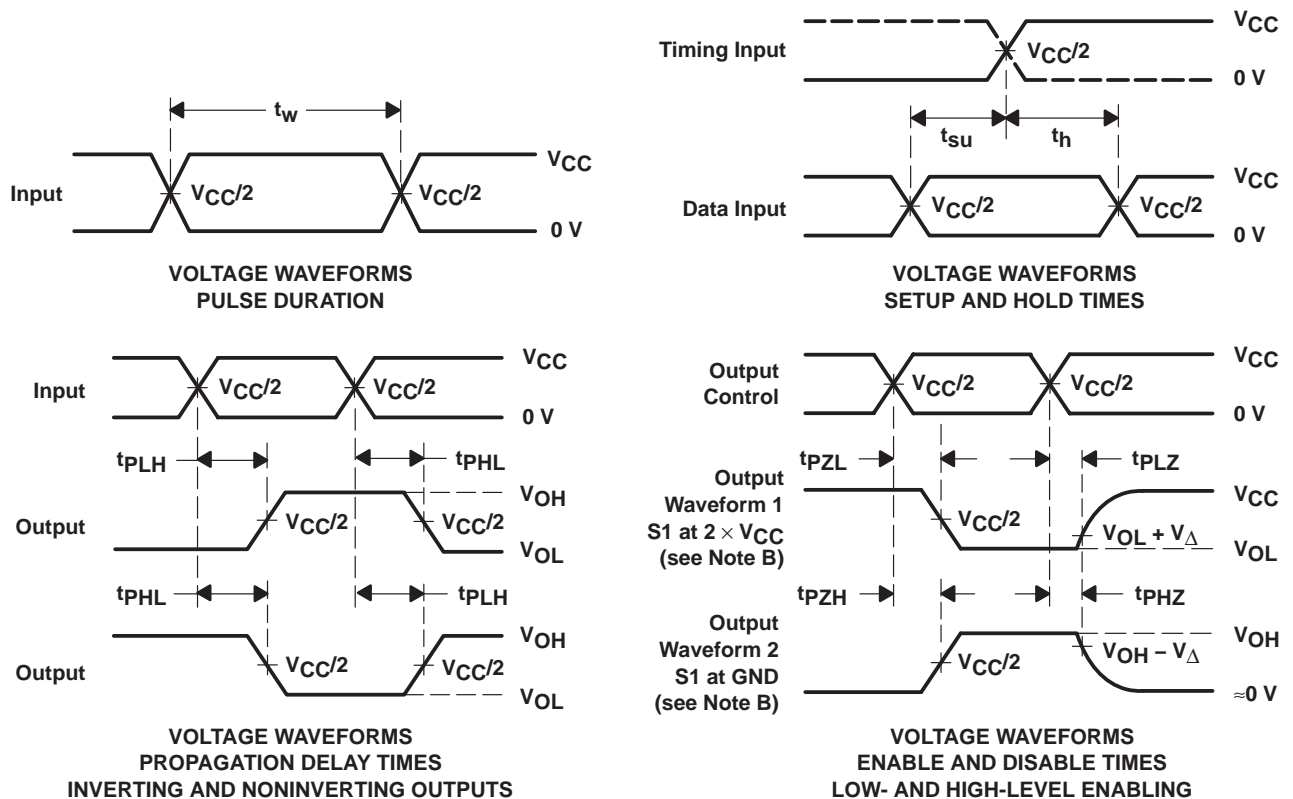 tw
Input
VCC/2
VCC/2
VCC
0 V
VOLTAGE WAVEFORMS
PULSE DURATION
Timing Input
VCC/2
VCC
0 V
tsu
th
Data Input
VCC/2
VCC/2
VCC
0 V
VOLTAGE WAVEFORMS
SETUP AND HOLD TIMES
Input
VCC/2
VCC/2
VCC
0 V
tPLH
tPHL
Output
VCC/2
VCC/2
VOH
VOL
tPHL
tPLH
Output
VCC/2
VCC/2
VOH
VOL
VOLTAGE WAVEFORMS
PROPAGATION DELAY TIMES
INVERTING AND NONINVERTING OUTPUTS
Output
Control
VCC/2
VCC/2
VCC
0 V
tPZL
tPLZ
Output
Waveform 1
S1 at 2 × VCC
(see Note B)
VCC/2
VOL + VΔ
VCC
VOL
tPZH
tPHZ
Output
Waveform 2
S1 at GND
(see Note B)
VCC/2
VOH − VΔ
VOH
≈0 V
VOLTAGE WAVEFORMS
ENABLE AND DISABLE TIMES
LOW- AND HIGH-LEVEL ENABLING